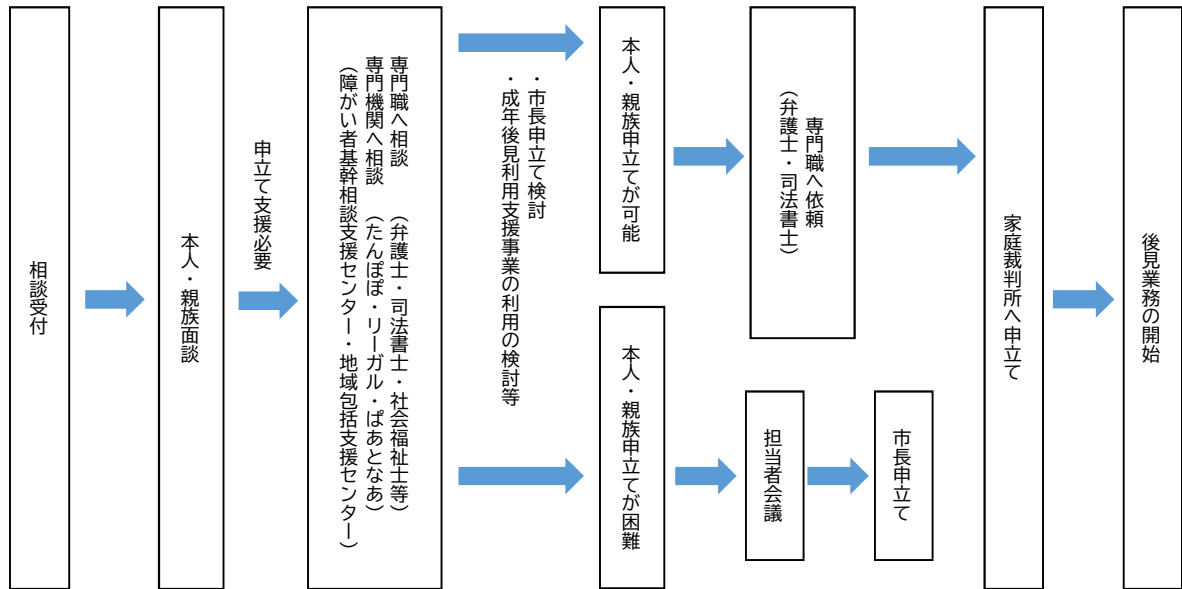 相談受付
本人・親族面談
申立て支援必要
専門職へ相談　（弁護士・司法書士・社会福祉士等）
専門機関へ相談　（たんぽぽ・リーガル・ぱあとなあ）
（障がい者基幹相談支援センター・地域包括支援センター）
・市長申立て検討
・成年後見利用支援事業の利用の検討等
本人・親族申立てが可能
専門職へ依頼
（弁護士・司法書士）
本人・親族申立てが困難
担当者会議
市長申立て
家庭裁判所へ申立て
後見業務の開始